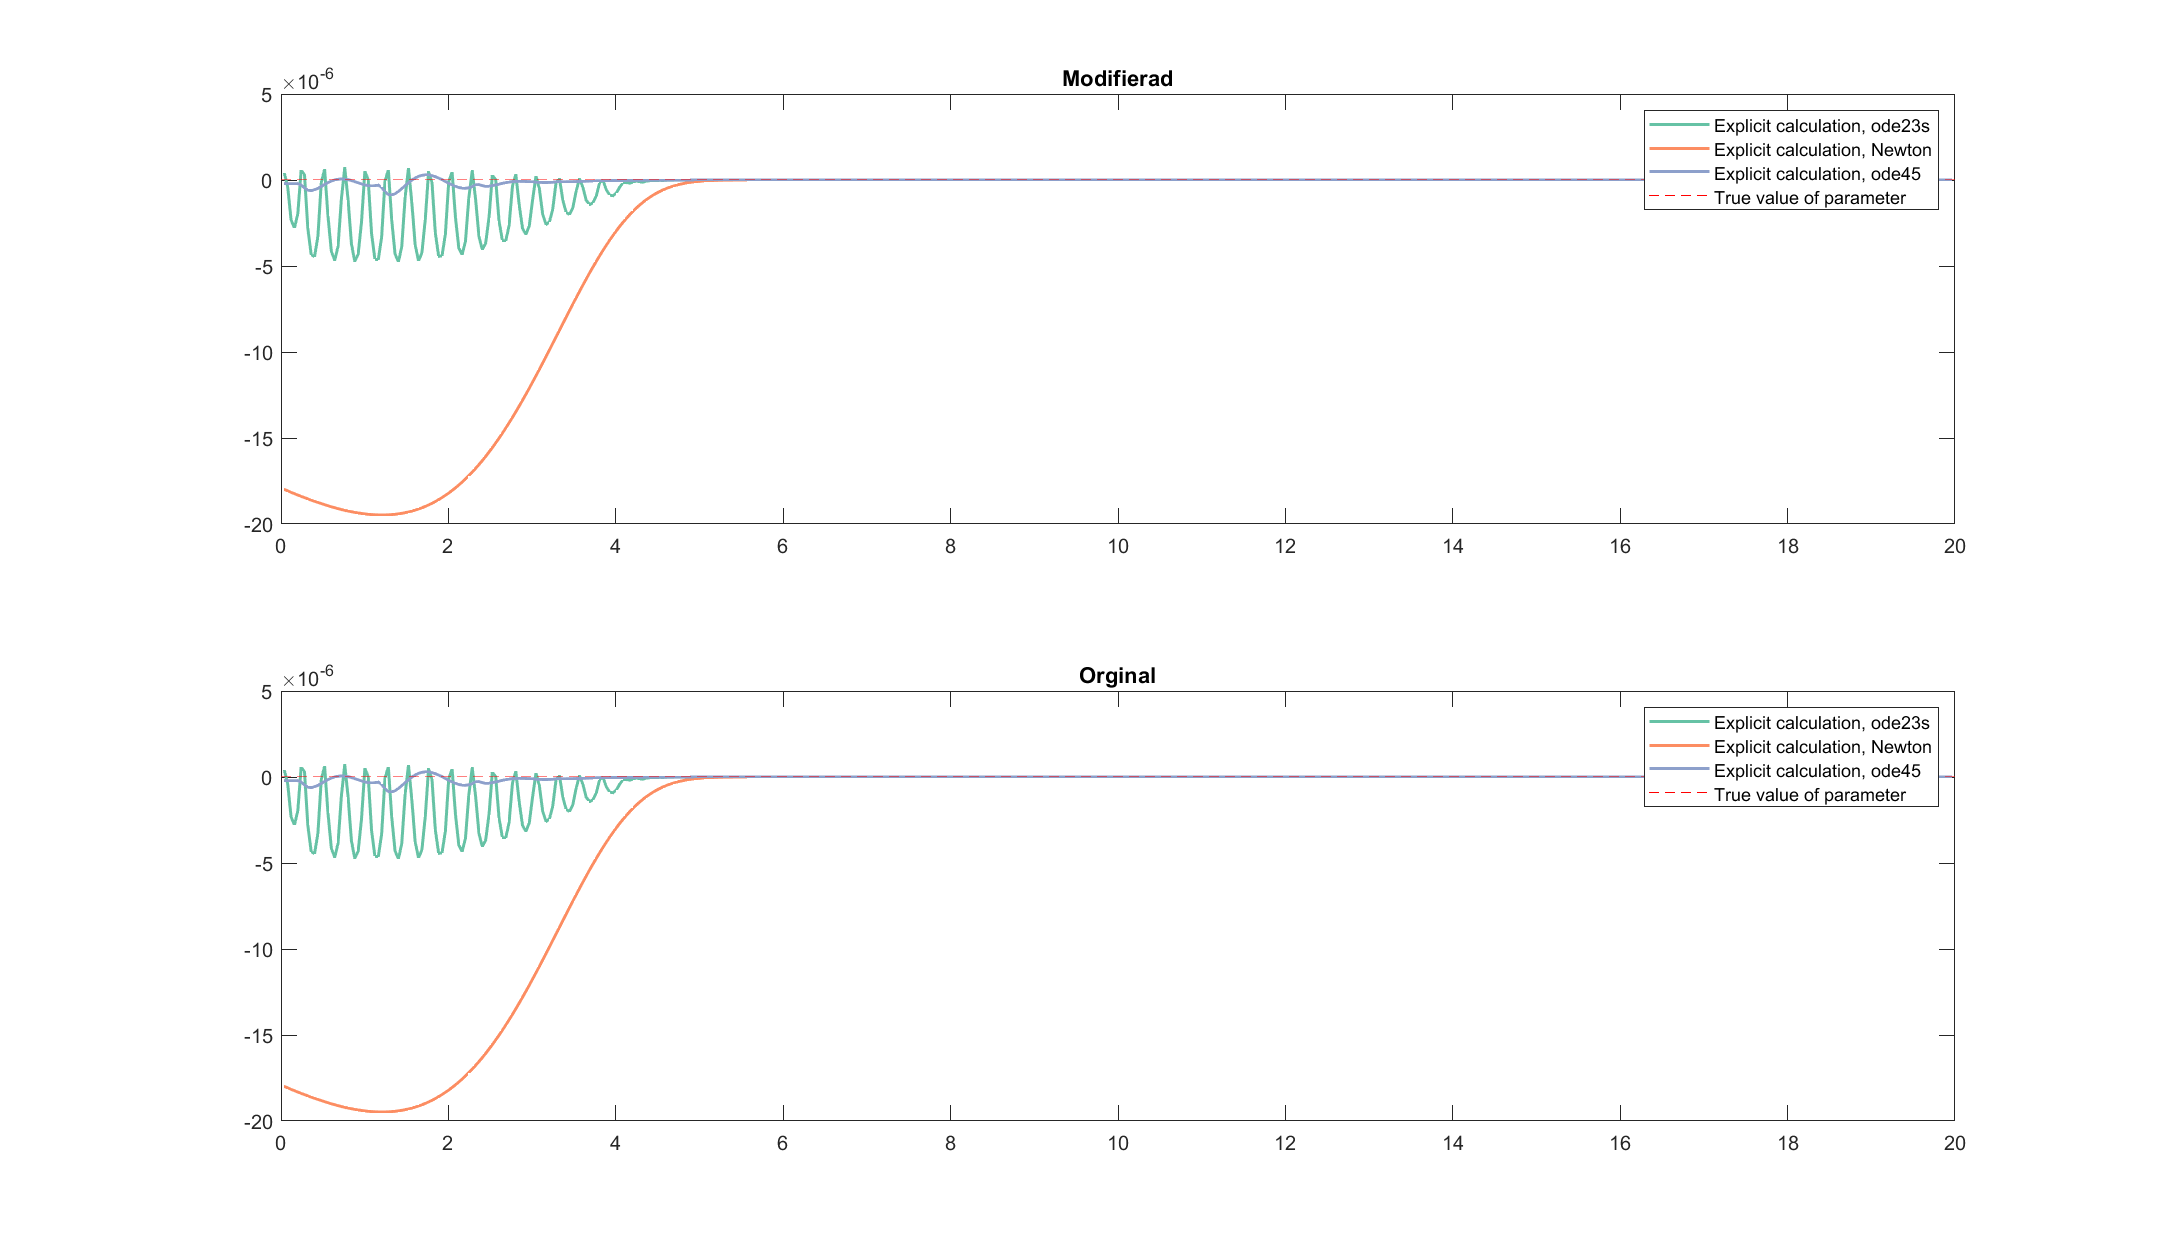 Modifierad
×10-6
5
0
-5
-10
-15
-20
0 2 4 6 8 10 12 14 16 18 20
Explicit calculation, ode23s
Explicit calculation, Newton
Explicit calculation, ode45
True value of parameter
Orginal
×10-6
5
0
-5
-10
-15
-20
0 2 4 6 8 10 12 14 16 18 20
Explicit calculation, ode23s
Explicit calculation, Newton
Explicit calculation, ode45
True value of parameter